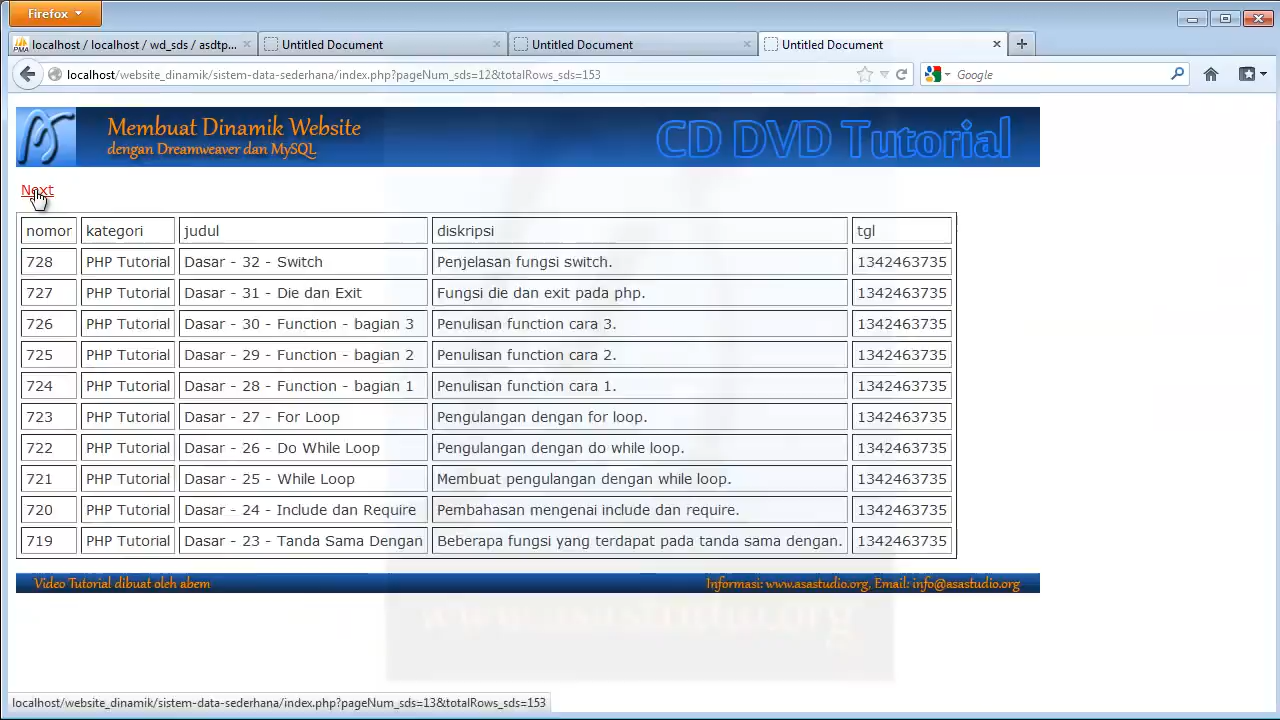 Firefox
localhost / localhost / wd_sds / asdtp...
Untitled Document
Untitled Document
Untitled Document
localhost/website_dinamik/sistem-data-sederhana/index.php?pageNum_sds=12&totalRows_sds=153
Google
Membuat Dinamik Website
dengan Dreamweaver dan MySQL
CD DVD Tutorial
Next
nomor kategori judul diskripsi tgl
728 PHP Tutorial Dasar - 32 - Switch Penjelasan fungsi switch. 1342463735
727 PHP Tutorial Dasar - 31 - Die dan Exit Fungsi die dan exit pada php. 1342463735
726 PHP Tutorial Dasar - 30 - Function - bagian 3 Penulisan function cara 3. 1342463735
725 PHP Tutorial Dasar - 29 - Function - bagian 2 Penulisan function cara 2. 1342463735
724 PHP Tutorial Dasar - 28 - Function - bagian 1 Penulisan function cara 1. 1342463735
723 PHP Tutorial Dasar - 27 - For Loop Pengulangan dengan for loop. 1342463735
722 PHP Tutorial Dasar - 26 - Do While Loop Pengulangan dengan do while loop. 1342463735
721 PHP Tutorial Dasar - 25 - While Loop Membuat pengulangan dengan while loop. 1342463735
720 PHP Tutorial Dasar - 24 - Include dan Require Pembahasan mengenai include dan require. 1342463735
719 PHP Tutorial Dasar - 23 - Tanda Sama Dengan Beberapa fungsi yang terdapat pada tanda sama dengan. 1342463735
Video Tutorial dibuat oleh abem
Informasi: www.asastudio.org, Email: info@asastudio.org
www.asastudio.org
localhost/website_dinamik/sistem-data-sederhana/index.php?pageNum_sds=13&totalRows_sds=153